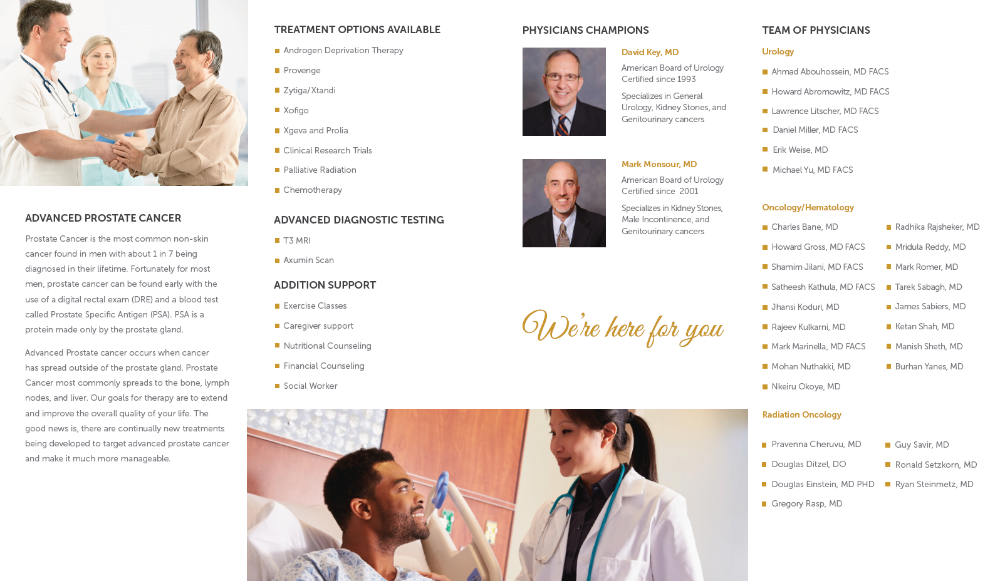 ADVANCED PROSTATE CANCER
Prostate Cancer is the most common non-skin
cancer found in men with about 1 in 7 being
diagnosed in their lifetime. Fortunately for most
men, prostate cancer can be found early with the
use of a digital rectal exam (DRE) and a blood test
called Prostate Specific Antigen (PSA). PSA is a
protein made only by the prostate gland.
Advanced Prostate cancer occurs when cancer
has spread outside of the prostate gland. Prostate
Cancer most commonly spreads to the bone, lymph
nodes, and liver. Our goals for therapy are to extend
and improve the overall quality of your life. The
good news is, there are continually new treatments
being developed to target advanced prostate cancer
and make it much more manageable.
TREATMENT OPTIONS AVAILABLE
Androgen Deprivation Therapy
Provenge
Zytiga/Xtandi
Xofigo
Xgeva and Prolia
Clinical Research Trials
Palliative Radiation
Chemotherapy
ADVANCED DIAGNOSTIC TESTING
T3 MRI
Axumin Scan
ADDITION SUPPORT
Exercise Classes
Caregiver support
Nutritional Counseling
Financial Counseling
Social Worker
PHYSICIANS CHAMPIONS
David Key, MD
American Board of Urology
Certified since 1993
Specializes in General
Urology, Kidney Stones, and
Genitourinary cancers
Mark Monsour, MD
American Board of Urology
Certified since 2001
Specializes in Kidney Stones,
Male Incontinence, and
Genitourinary cancers
We're here for you
TEAM OF PHYSICIANS
Urology
Ahmad Abouhossein, MD FACS
Howard Abromowitz, MD FACS
Lawrence Litscher, MD FACS
Daniel Miller, MD FACS
Erik Weise, MD
Michael Yu, MD FACS
Oncology/Hematology
Charles Bane, MD
Howard Gross, MD FACS
Shamim Jilani, MD FACS
Satheesh Kathula, MD FACS
Jhansi Koduri, MD
Rajeev Kulkarni, MD
Mark Marinella, MD FACS
Mohan Nuthakki, MD
Nkeiru Okoye, MD
Radhika Rajsheker, MD
Mridula Reddy, MD
Mark Romer, MD
Tarek Sabagh, MD
James Sabiers, MD
Ketan Shah, MD
Manish Sheth, MD
Burhan Yanes, MD
Radiation Oncology
Pravenna Cheruvu, MD
Douglas Ditzel, DO
Douglas Einstein, MD PHD
Gregory Rasp, MD
Guy Savir, MD
Ronald Setzkorn, MD
Ryan Steinmetz, MD